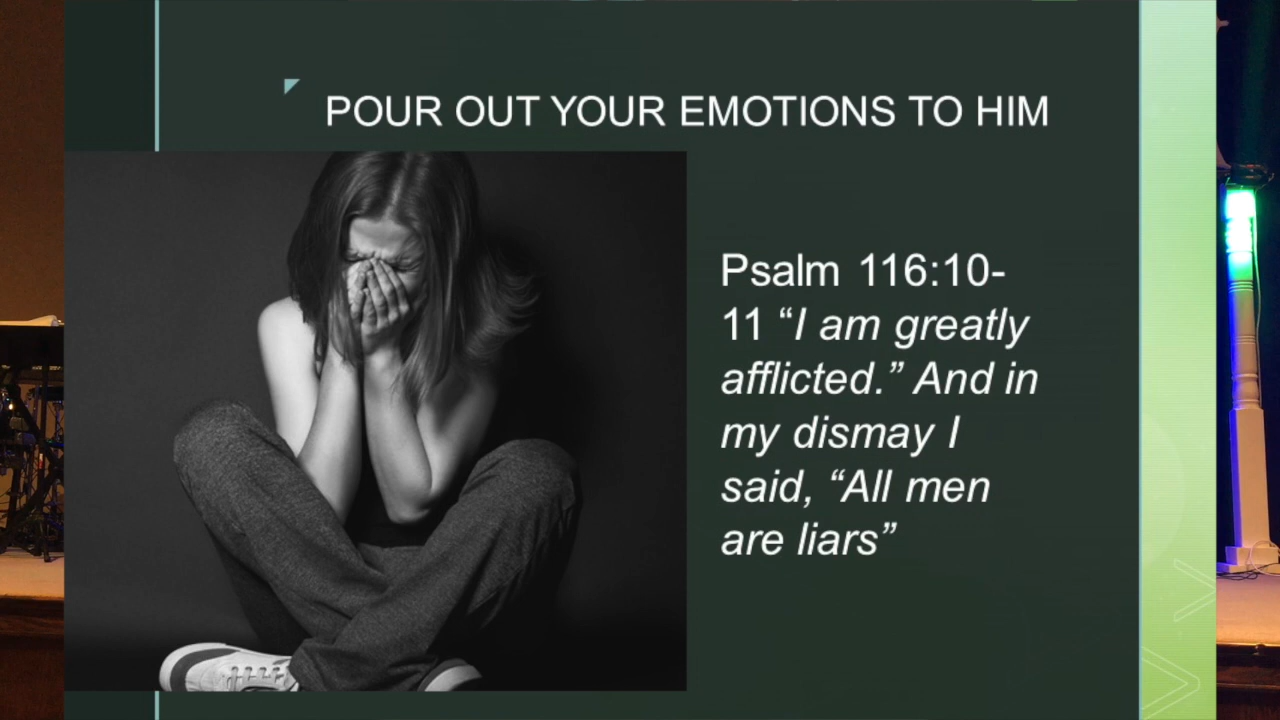 POUR OUT YOUR EMOTIONS TO HIM
Psalm 116:10-
11 “I am greatly
afflicted.” And in
my dismay I
said, “All men
are liars”